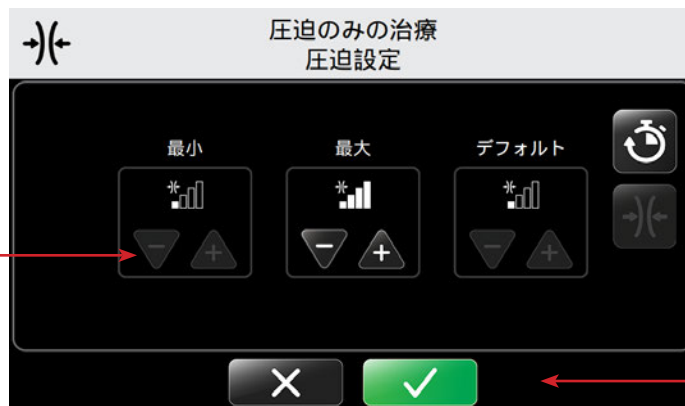 圧迫のみの治療
圧迫設定
最小
最大
デフォルト